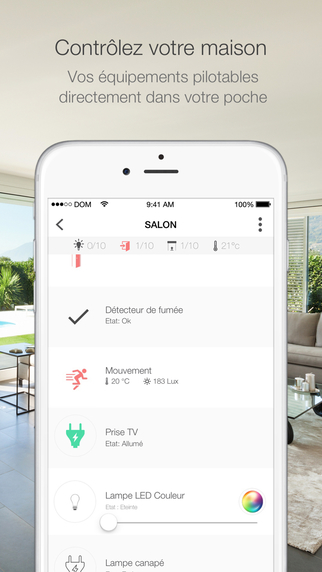 Contrôlez votre maison
Vos équipements pilotables
directement dans votre poche
DOM 9:41 AM 100%
SALON
0/10 1/10 1/10 21°c
Détecteur de fumée
Etat: Ok
Mouvement
20 °C 183 Lux
Prise TV
Etat: Allumé
Lampe LED Couleur
Etat : Eteinte
Lampe canapé